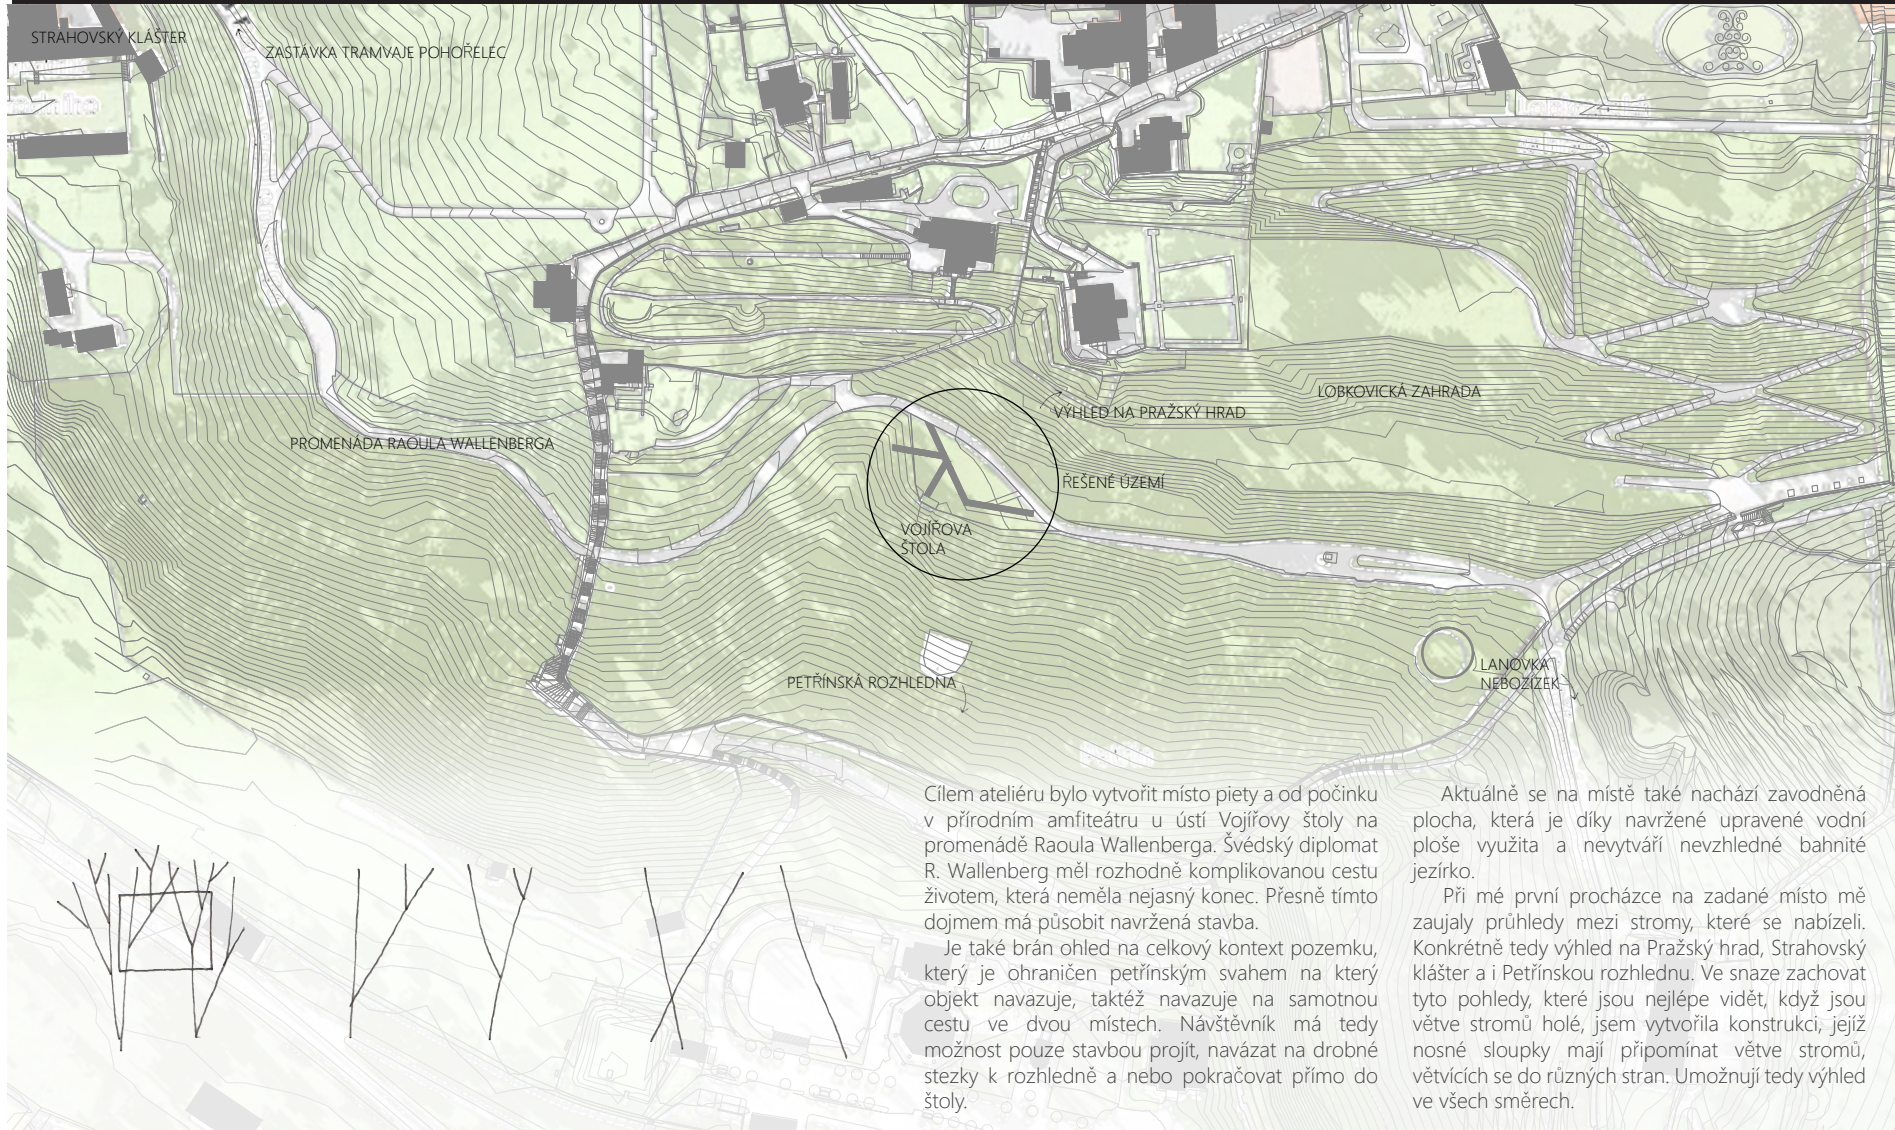 STRAHOVSKÝ KLÁŠTER
ZASTÁVKA TRAMVAJE POHOŘELEC
LOBKOVICKÁ ZAHRADA
VÝHLED NA PRAŽSKÝ HRAD
PROMENÁDA RAOULA WALLENBERGA
ŘEŠENÉ ÚZEMÍ
VOJÍŘOVA
ŠTOLA
PETŘÍNSKÁ ROZHLEDNA
LANOVKA
NEBOZÍZEK
Cílem ateliéru bylo vytvořit místo piety a od počinku
v přírodním amfiteátru u ústí Vojířovy štoly na
promenádě Raoula Wallenberga. Švédský diplomat
R. Wallenberg měl rozhodně komplikovanou cestu
životem, která neměla nejasný konec. Přesně tímto
dojmem má působit navržená stavba.
Je také brán ohled na celkový kontext pozemku,
který je ohraničen petřínským svahem na který
objekt navazuje, taktéž navazuje na samotnou
cestu ve dvou místech. Návštěvník má tedy
možnost pouze stavbou projít, navázat na drobné
stezky k rozhledně a nebo pokračovat přímo do
štoly.
Aktuálně se na místě také nachází zavodněná
plocha, která je díky navržené upravené vodní
ploše využita a nevytváří nevzhledné bahnité
jezírko.
Při mé první procházce na zadané místo mě
zaujaly průhledy mezi stromy, které se nabízeli.
Konkrétně tedy výhled na Pražský hrad, Strahovský
klášter a i Petřínskou rozhlednu. Ve snaze zachovat
tyto pohledy, které jsou nejlépe vidět, když jsou
větve stromů holé, jsem vytvořila konstrukci, jejíž
nosné sloupky mají připomínat větve stromů,
větvících se do různých stran. Umožnují tedy výhled
ve všech směrech.